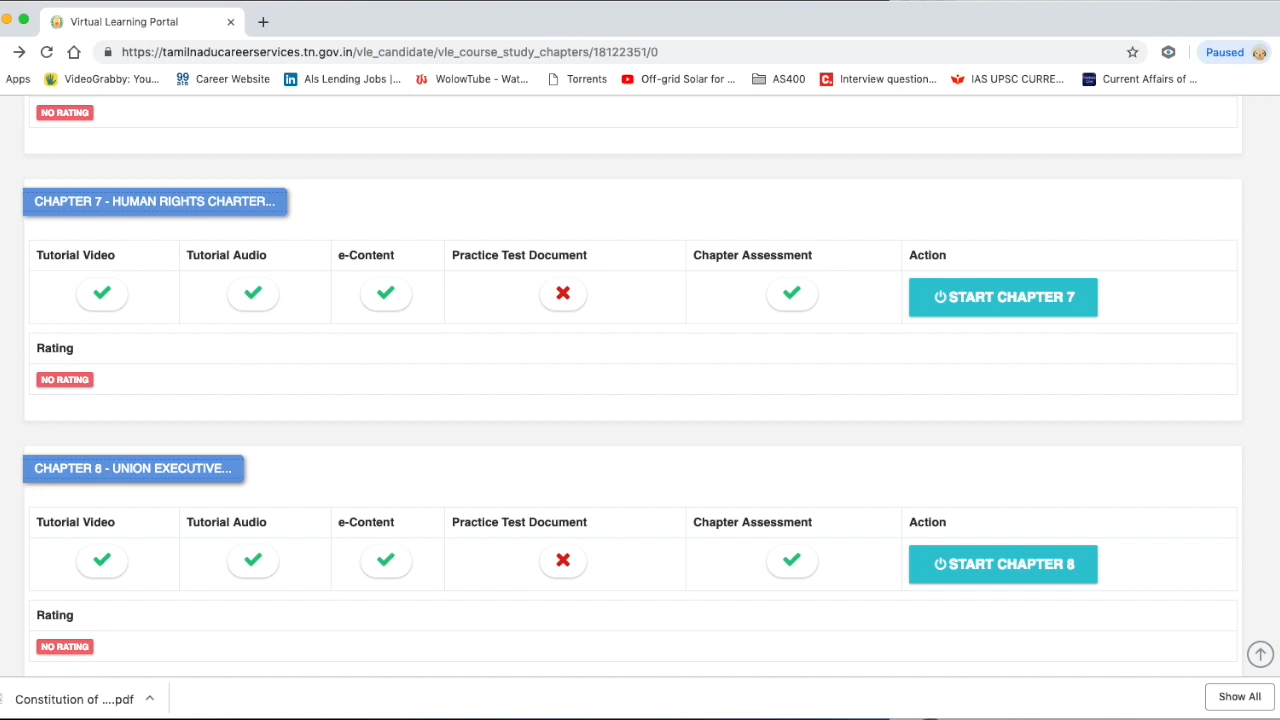 Virtual Learning Portal
https://tamilnaducareerservices.tn.gov.in/vle_candidate/vle_course_study_chapters/18122351/0
Paused
Apps VideoGrabby: You... Career Website Als Lending Jobs |... WolowTube - Wat... Torrents Off-grid Solar for ... AS400 Interview question... IAS UPSC CURRE... Current Affairs of ...
NO RATING
CHAPTER 7 - HUMAN RIGHTS CHARTER...
Tutorial Video Tutorial Audio e-Content Practice Test Document Chapter Assessment Action
START CHAPTER 7
Rating
NO RATING
CHAPTER 8 - UNION EXECUTIVE...
Tutorial Video Tutorial Audio e-Content Practice Test Document Chapter Assessment Action
START CHAPTER 8
Rating
NO RATING
Constitution of ....pdf Show All